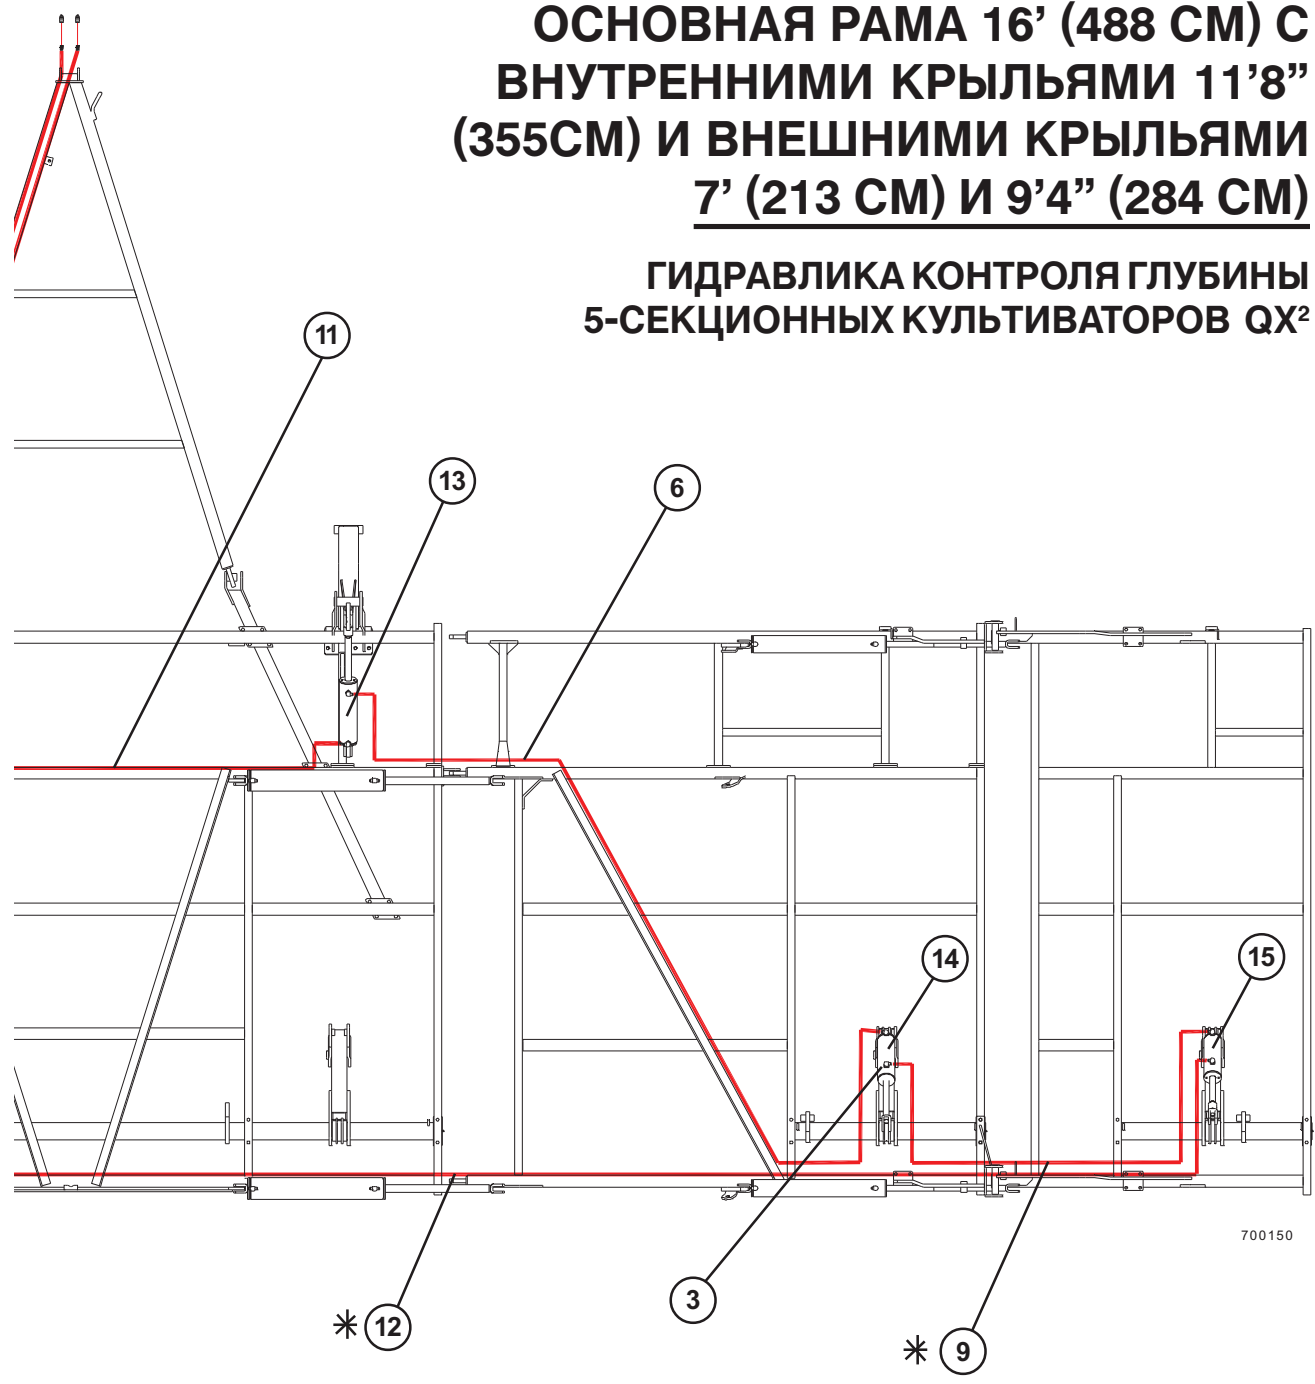 ОСНОВНАЯ РАМА 16’ (488 СМ) С
ВНУТРЕННИМИ КРЫЛЬЯМИ 11’8”
(355СМ) И ВНЕШНИМИ КРЫЛЬЯМИ
7’ (213 СМ) И 9’4” (284 СМ)
ГИДРАВЛИКА КОНТРОЛЯ ГЛУБИНЫ
5-СЕКЦИОННЫХ КУЛЬТИВАТОРОВ QX²
11
13
6
14
15
700150
3
✳ 12
✳ 9